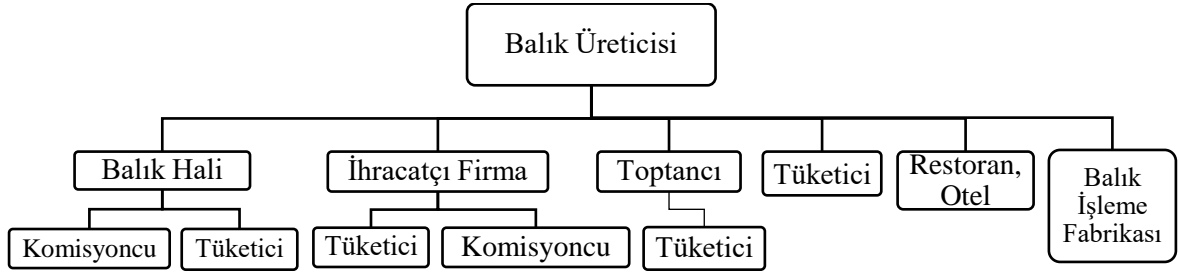 Balık Üreticisi
Balık Hali
İhracatçı Firma
Toptancı
Tüketici
Restoran,
Otel
Balık
İşleme
Fabrikası
Komisyoncu
Tüketici
Tüketici
Komisyoncu
Tüketici